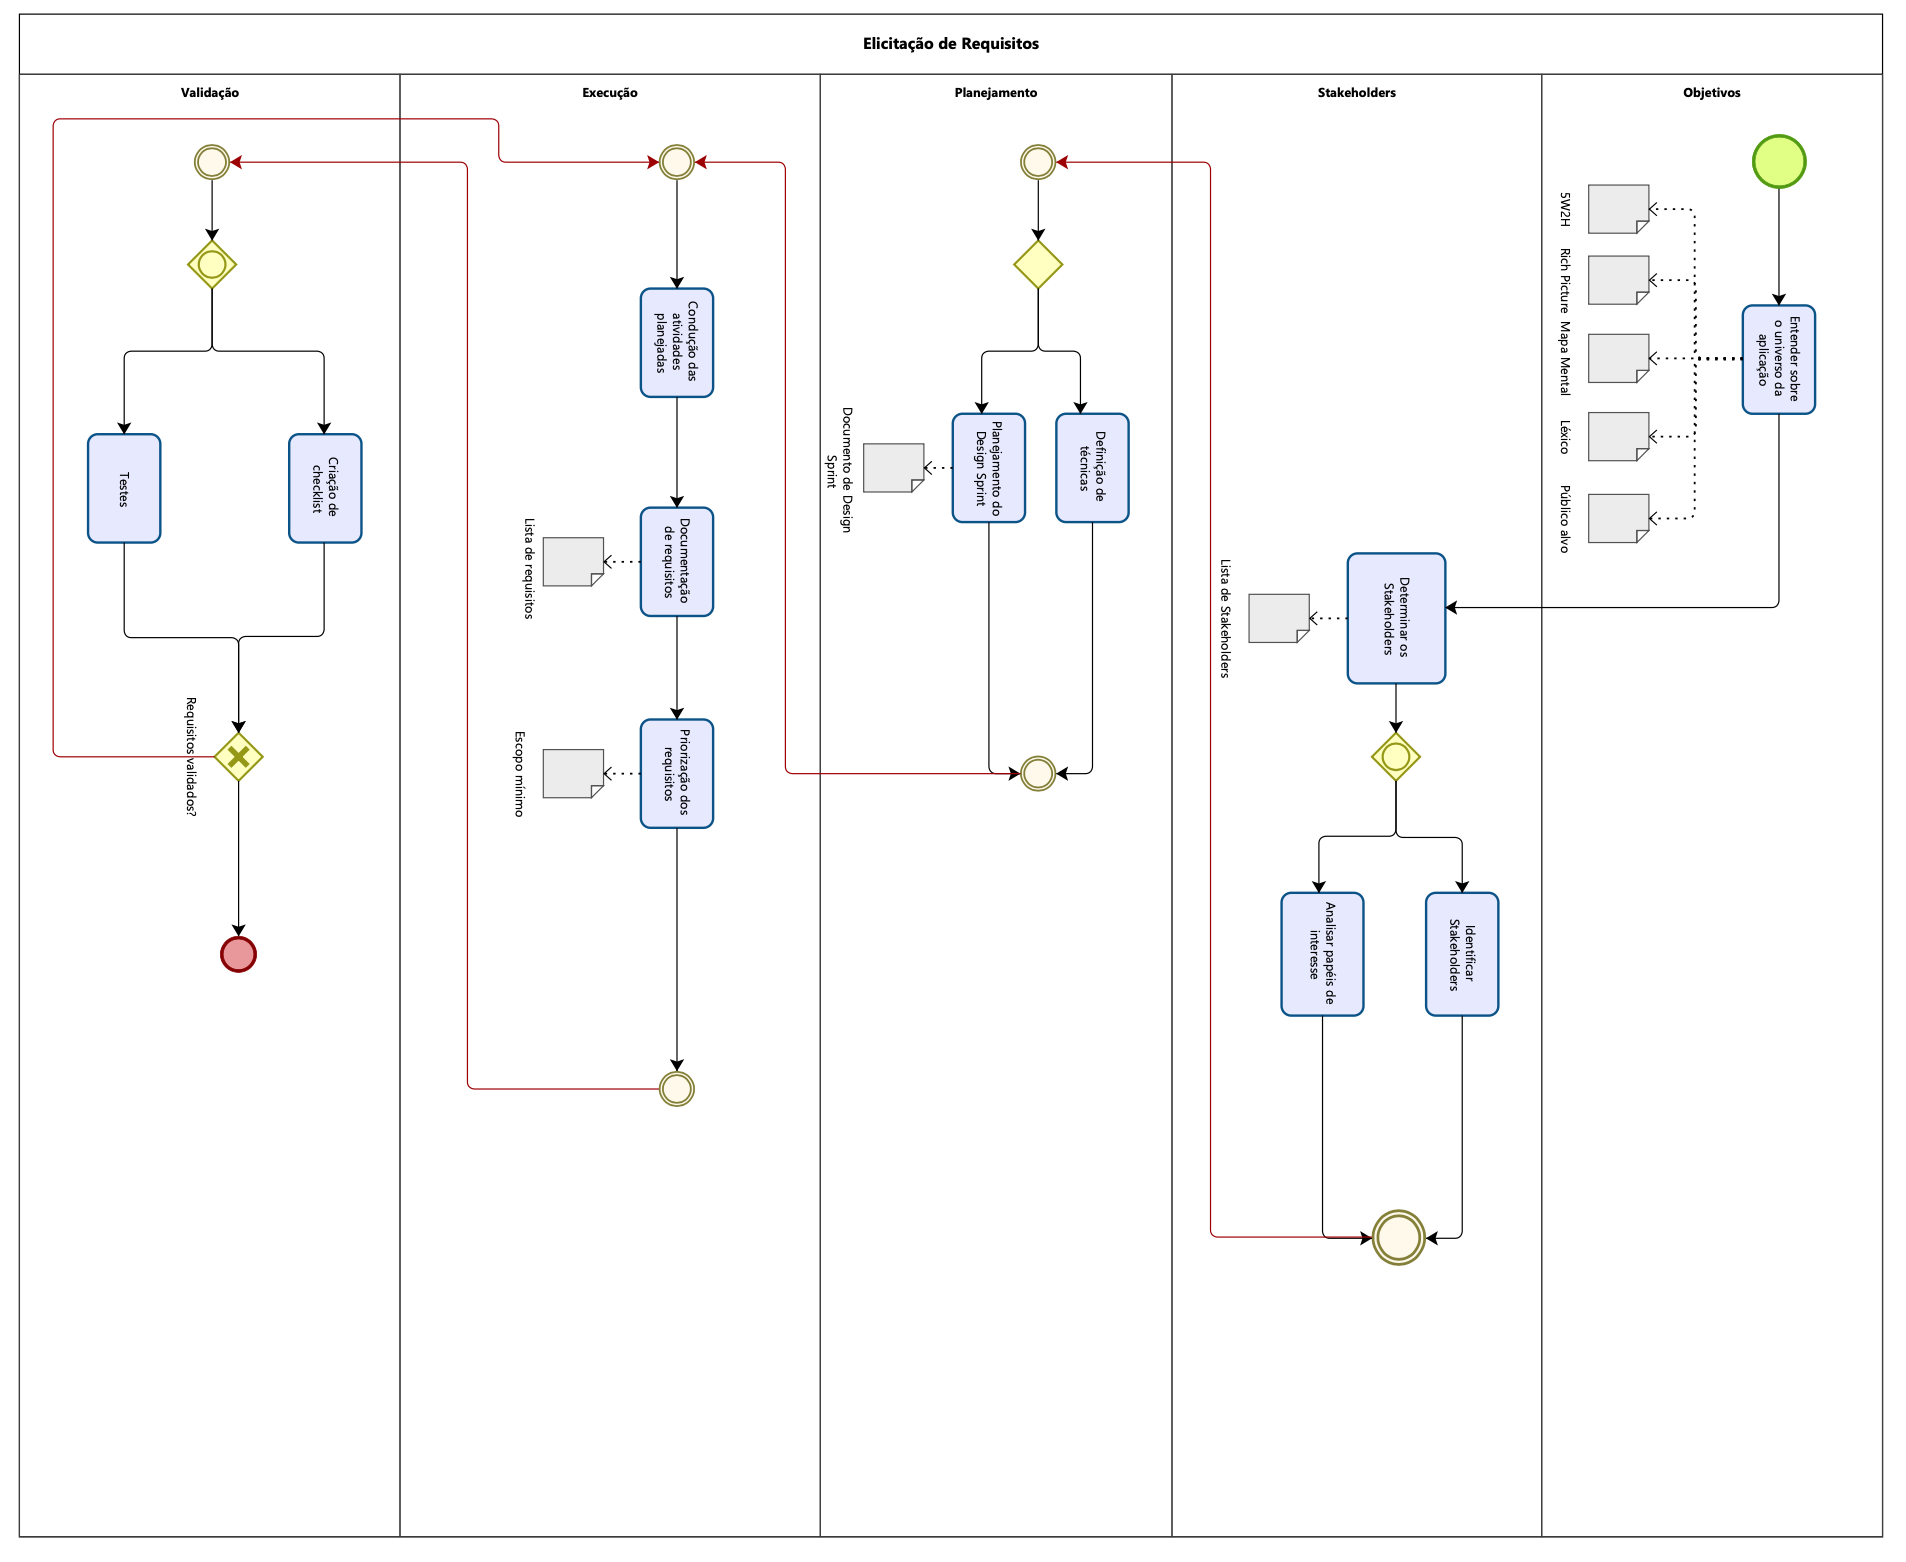 Elicitação de Requisitos
Validação
Execução
Planejamento
Stakeholders
Objetivos
5W2H
Rich Picture
Mapa Mental
Léxico
Público alvo
Entender sobre
o universo da
aplicação
Determinar os
Stakeholders
Lista de Stakeholders
Identificar
Stakeholders
Analisar papéis de
interesse
Definição de
técnicas
Planejamento do
Design Sprint
Documento de Design
Sprint
Condução das
atividades
planejadas
Documentação
de requisitos
Lista de requisitos
Priorização dos
requisitos
Escopo mínimo
Criação de
checklist
Testes
Requisitos validados?